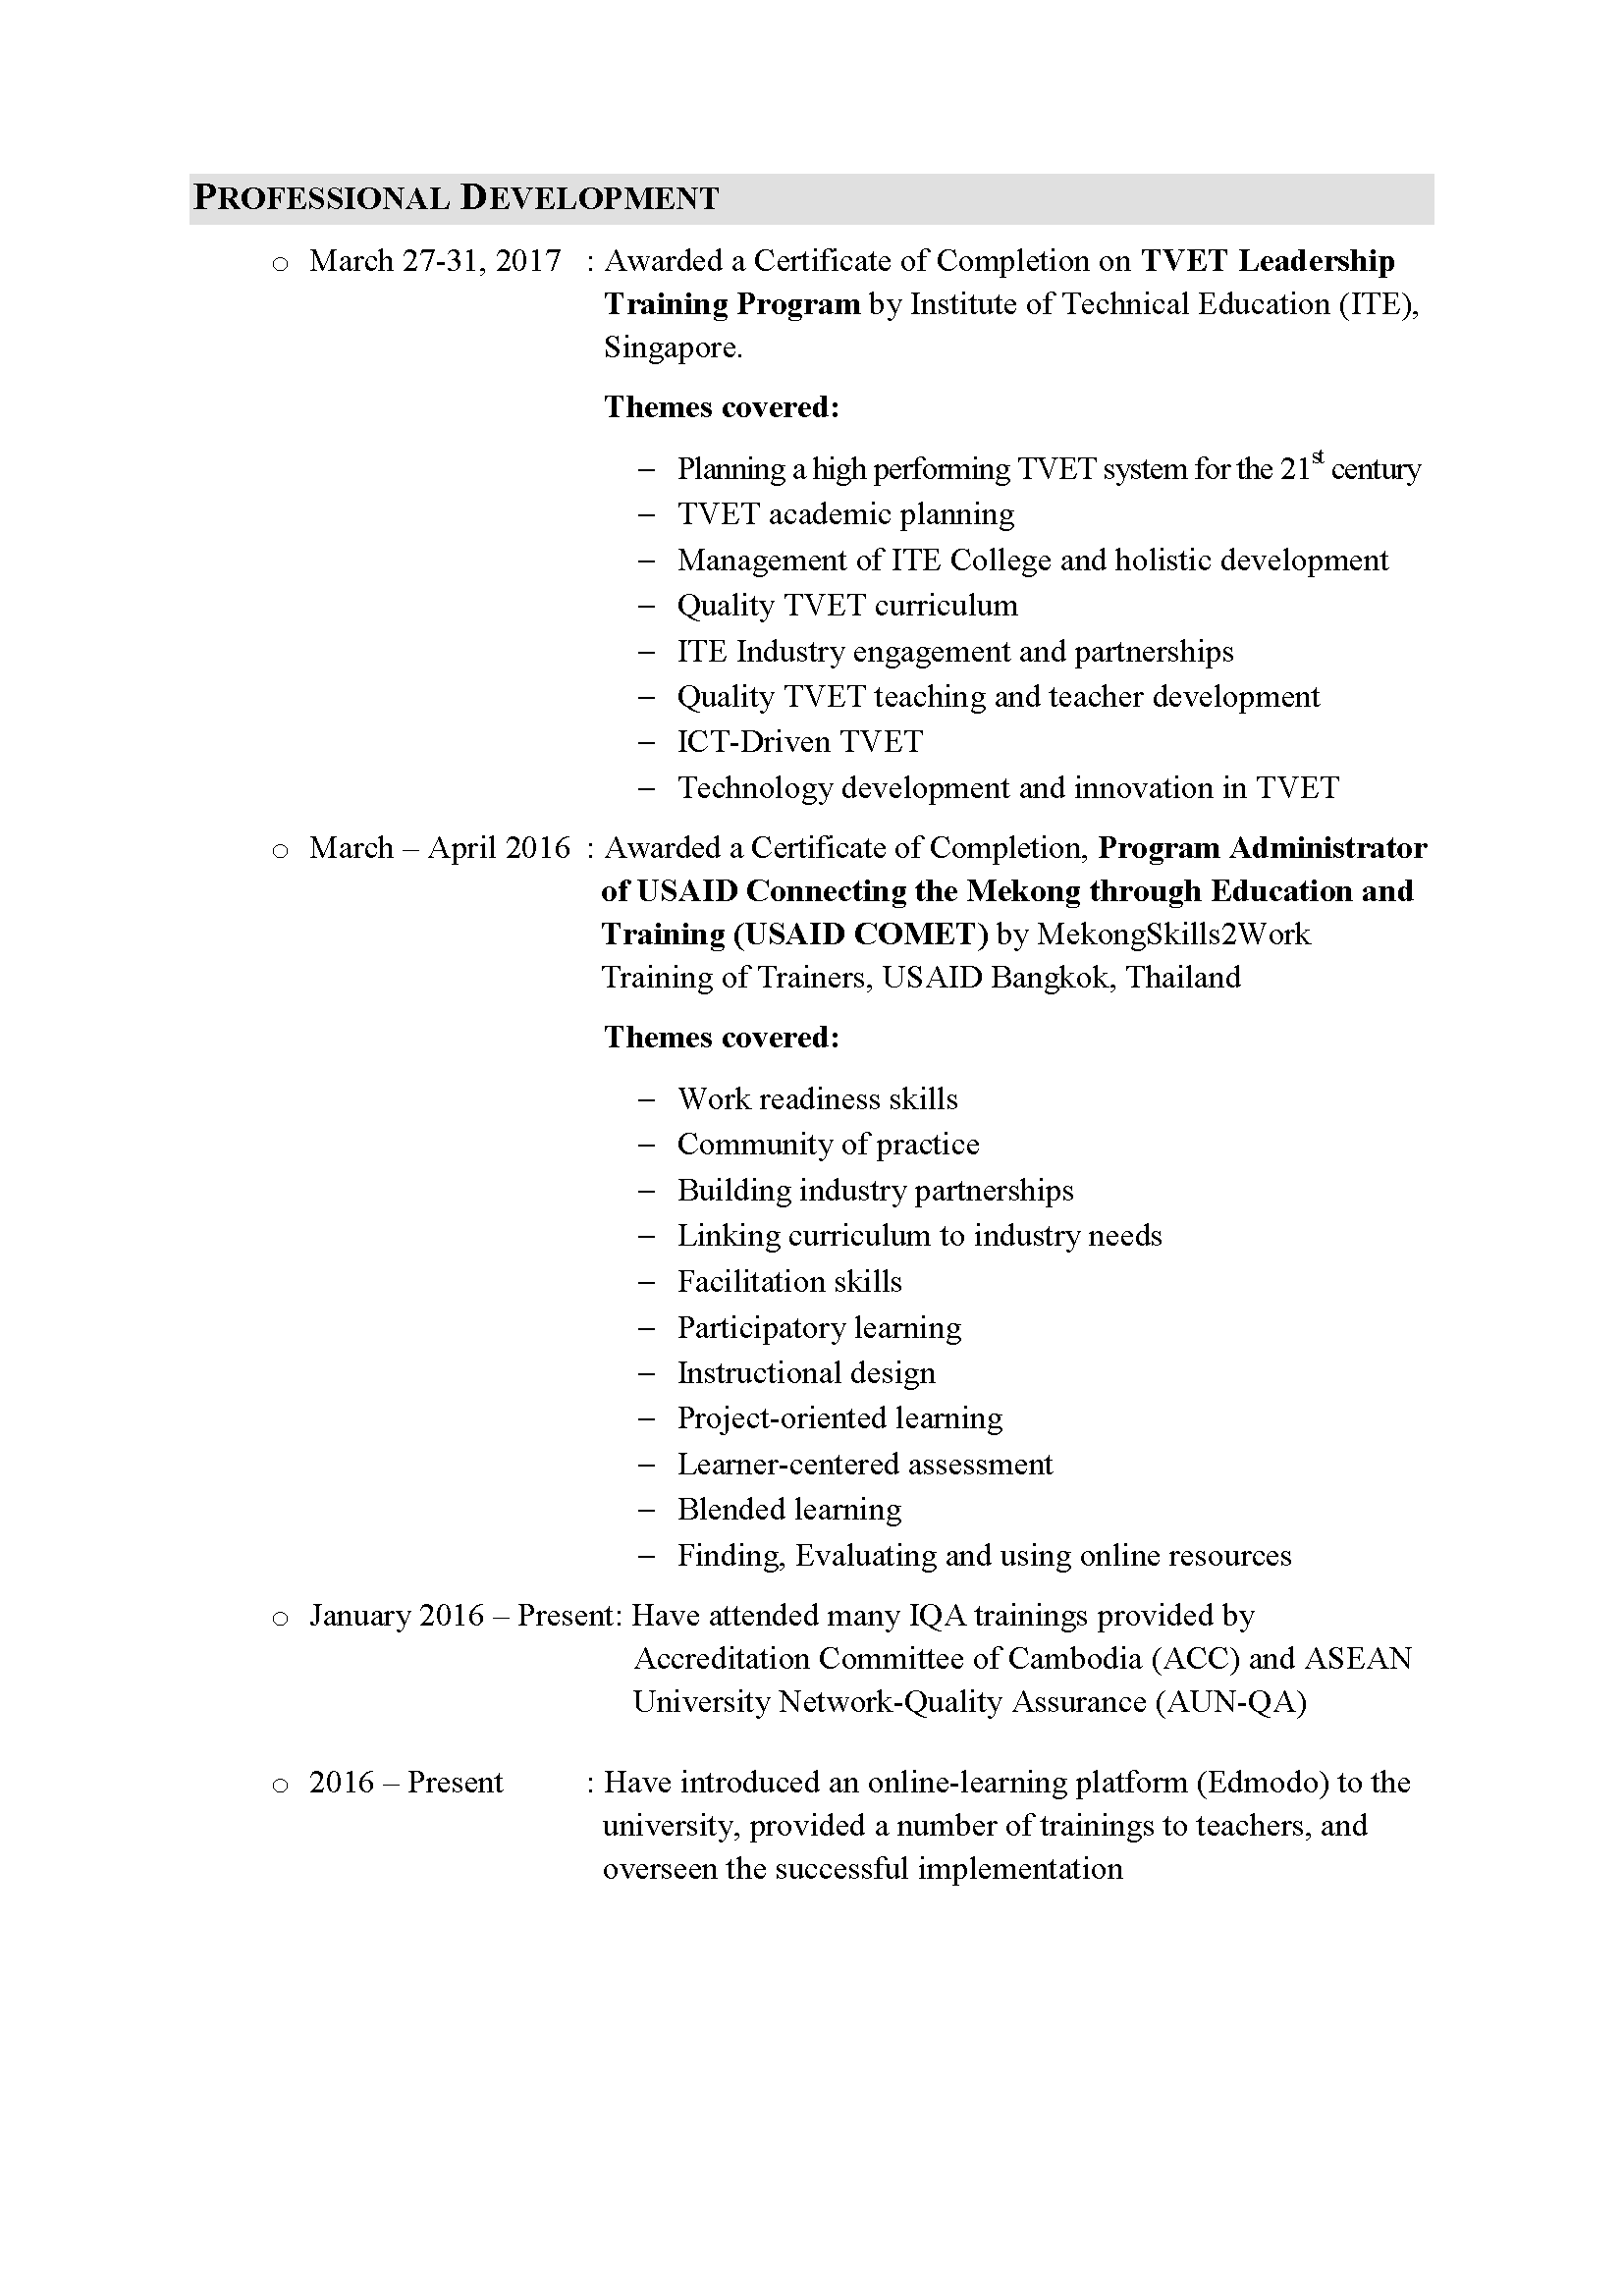 PROFESSIONAL DEVELOPMENT
o March 27-31, 2017 : Awarded a Certificate of Completion on TVET Leadership
Training Program by Institute of Technical Education (ITE),
Singapore.
Themes covered:
– Planning a high performing TVET system for the 21st century
– TVET academic planning
– Management of ITE College and holistic development
– Quality TVET curriculum
– ITE Industry engagement and partnerships
– Quality TVET teaching and teacher development
– ICT-Driven TVET
– Technology development and innovation in TVET
o March – April 2016 : Awarded a Certificate of Completion, Program Administrator
of USAID Connecting the Mekong through Education and
Training (USAID COMET) by MekongSkills2Work
Training of Trainers, USAID Bangkok, Thailand
Themes covered:
– Work readiness skills
– Community of practice
– Building industry partnerships
– Linking curriculum to industry needs
– Facilitation skills
– Participatory learning
– Instructional design
– Project-oriented learning
– Learner-centered assessment
– Blended learning
– Finding, Evaluating and using online resources
o January 2016 – Present: Have attended many IQA trainings provided by
Accreditation Committee of Cambodia (ACC) and ASEAN
University Network-Quality Assurance (AUN-QA)
o 2016 – Present : Have introduced an online-learning platform (Edmodo) to the
university, provided a number of trainings to teachers, and
overseen the successful implementation